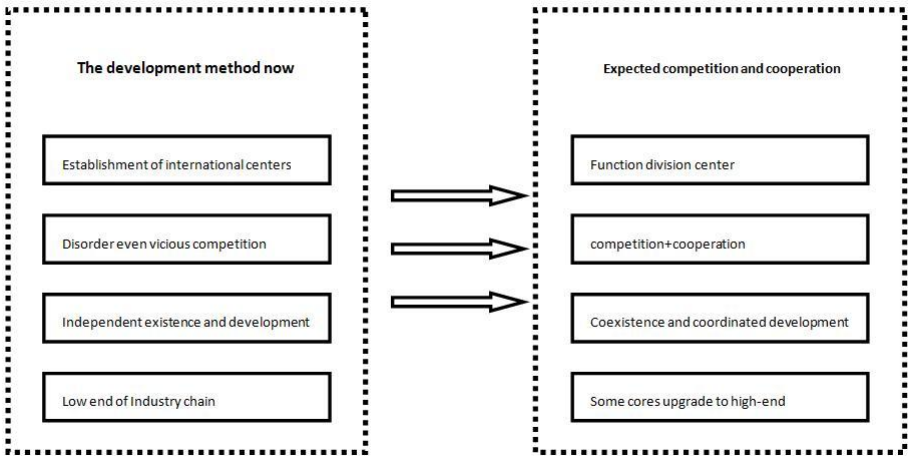 The development method now
Establishment of international centers
Disorder even vicious competition
Independent existence and development
Low end of Industry chain
Expected competition and cooperation
Function division center
competition+cooperation
Coexistence and coordinated development
Some cores upgrade to high-end